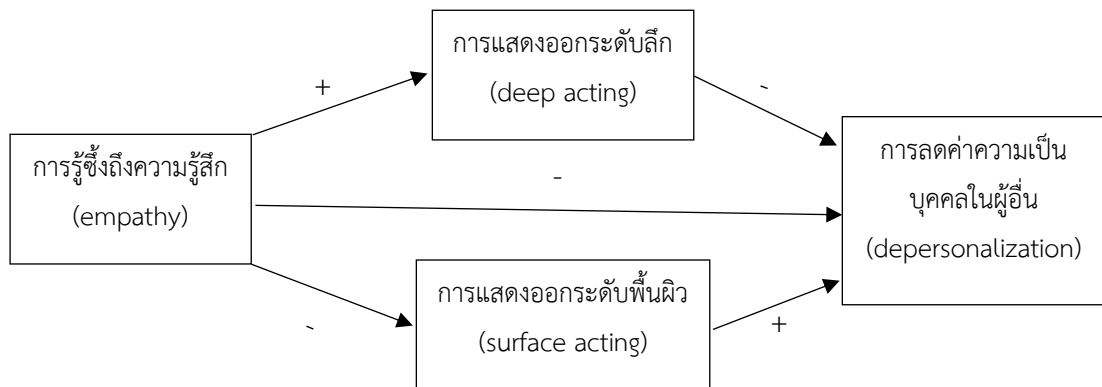 การแสดงออกระดับลึก
(deep acting)
+
-
การรู้ซึ้งถึงความรู้สึก
(empathy)
-
การลดค่าความเป็น
บุคคลในผู้อื่น
(depersonalization)
การแสดงออกระดับพื้นผิว
(surface acting)
-
+